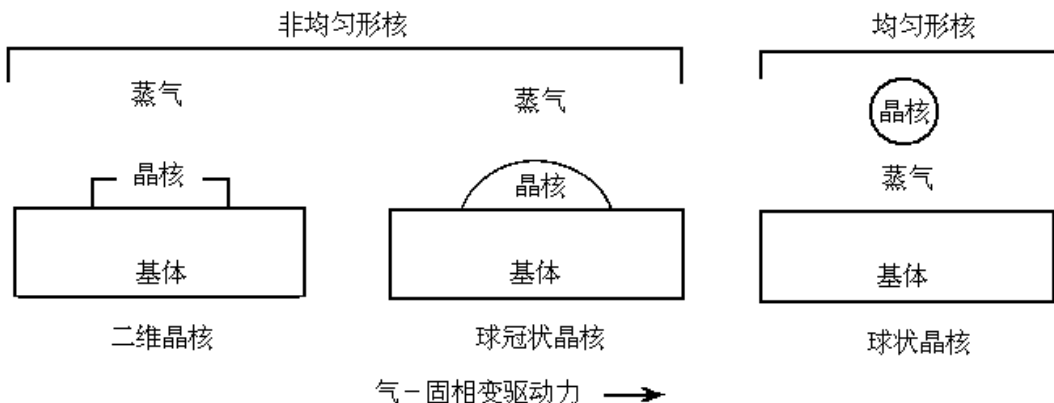 非均匀形核
均匀形核
蒸气
蒸气
晶核
晶核
晶核
蒸气
基体
基体
基体
二维晶核
球冠状晶核
球状晶核
气－固相变驱动力